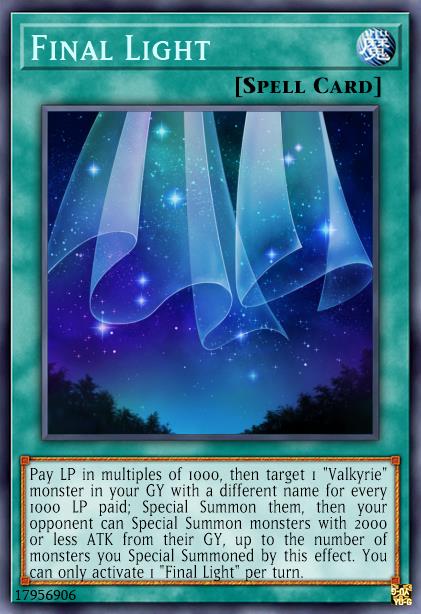 Final Light
魔
[Spell Card]
Pay LP in multiples of 1000, then target 1 "Valkyrie"
monster in your GY with a different name for every
1000 LP paid; Special Summon them, then your
opponent can Special Summon monsters with 2000
or less ATK from their GY, up to the number of
monsters you Special Summoned by this effect. You
can only activate 1 "Final Light" per turn.
17956906